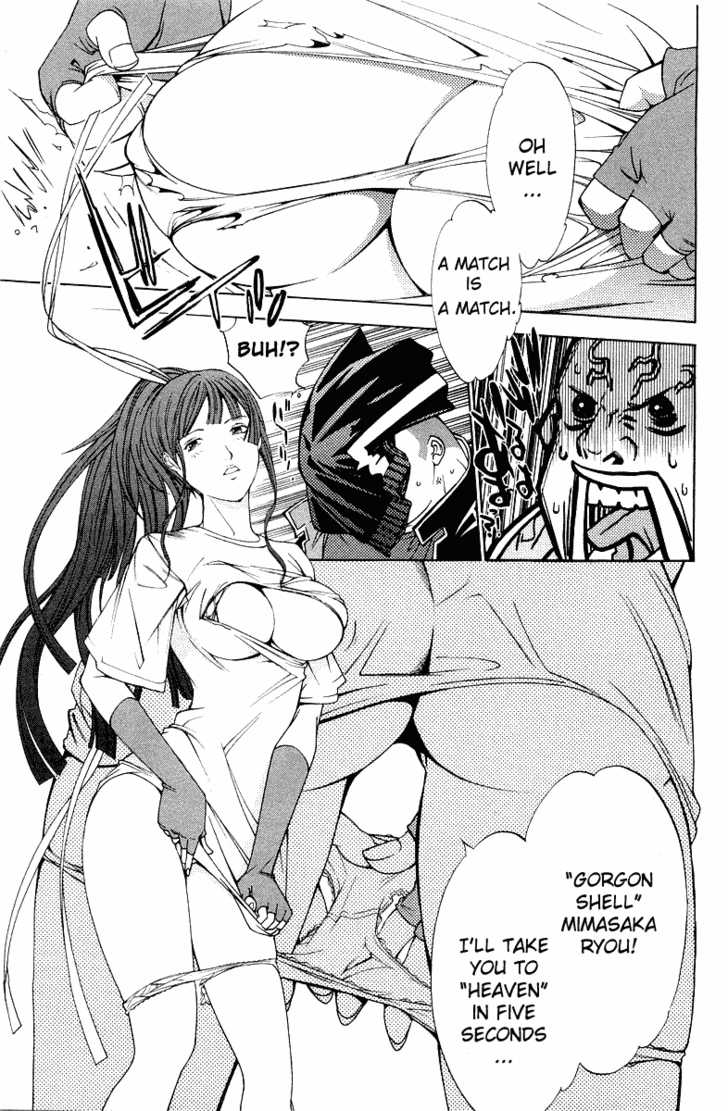 OH
WELL
...
A MATCH
IS
A MATCH.
BUH!?
"GORGON
SHELL"
MIMASAKA
RYOU!
I'LL TAKE
YOU TO
"HEAVEN"
IN FIVE
SECONDS
...